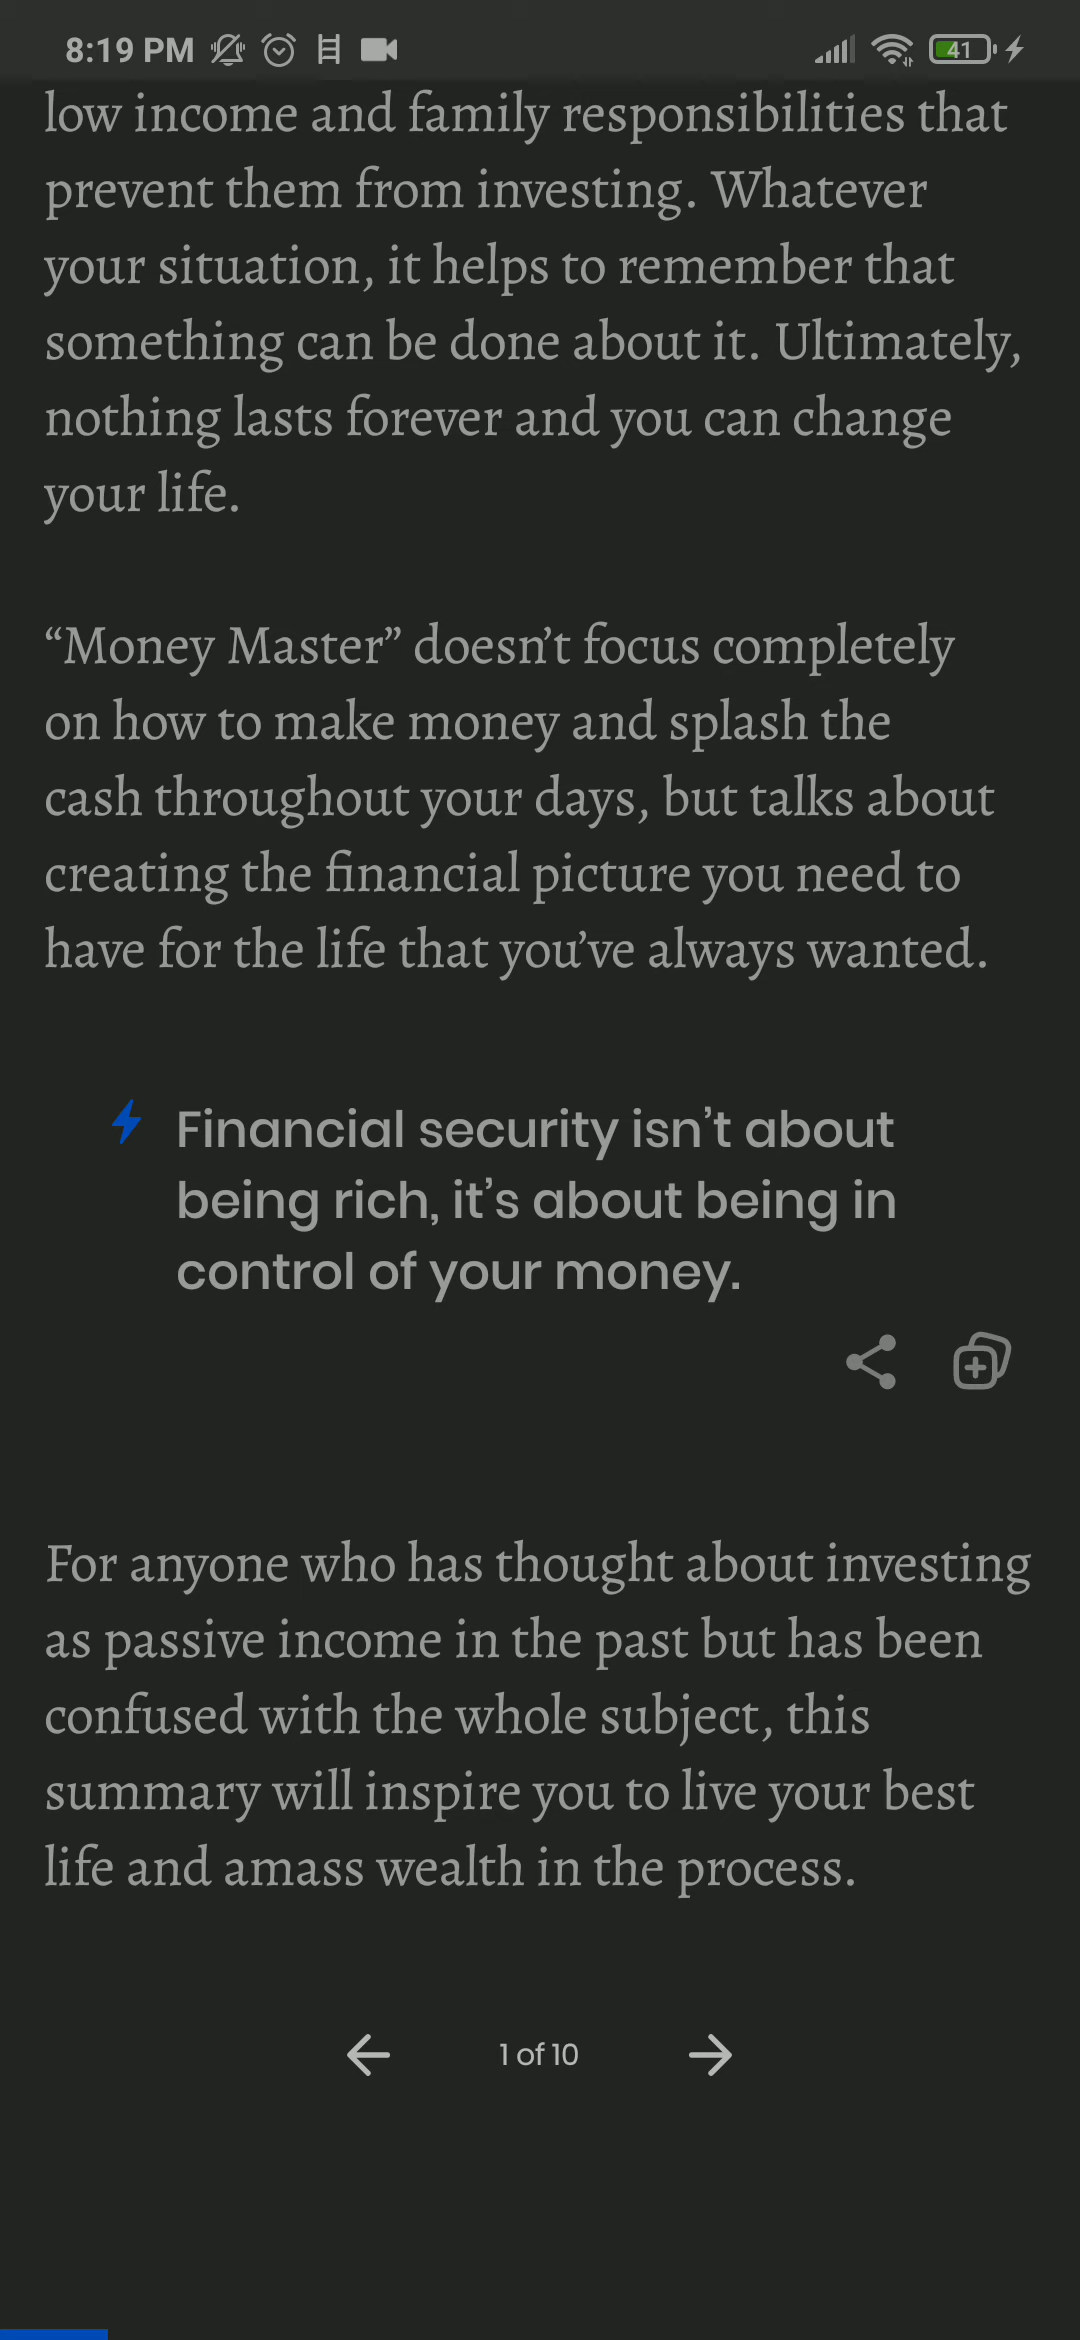 8:19 PM
41
low income and family responsibilities that
prevent them from investing. Whatever
your situation, it helps to remember that
something can be done about it. Ultimately,
nothing lasts forever and you can change
your life.
“Money Master” doesn’t focus completely
on how to make money and splash the
cash throughout your days, but talks about
creating the financial picture you need to
have for the life that you’ve always wanted.
Financial security isn’t about
being rich, it’s about being in
control of your money.
For anyone who has thought about investing
as passive income in the past but has been
confused with the whole subject, this
summary will inspire you to live your best
life and amass wealth in the process.
1 of 10